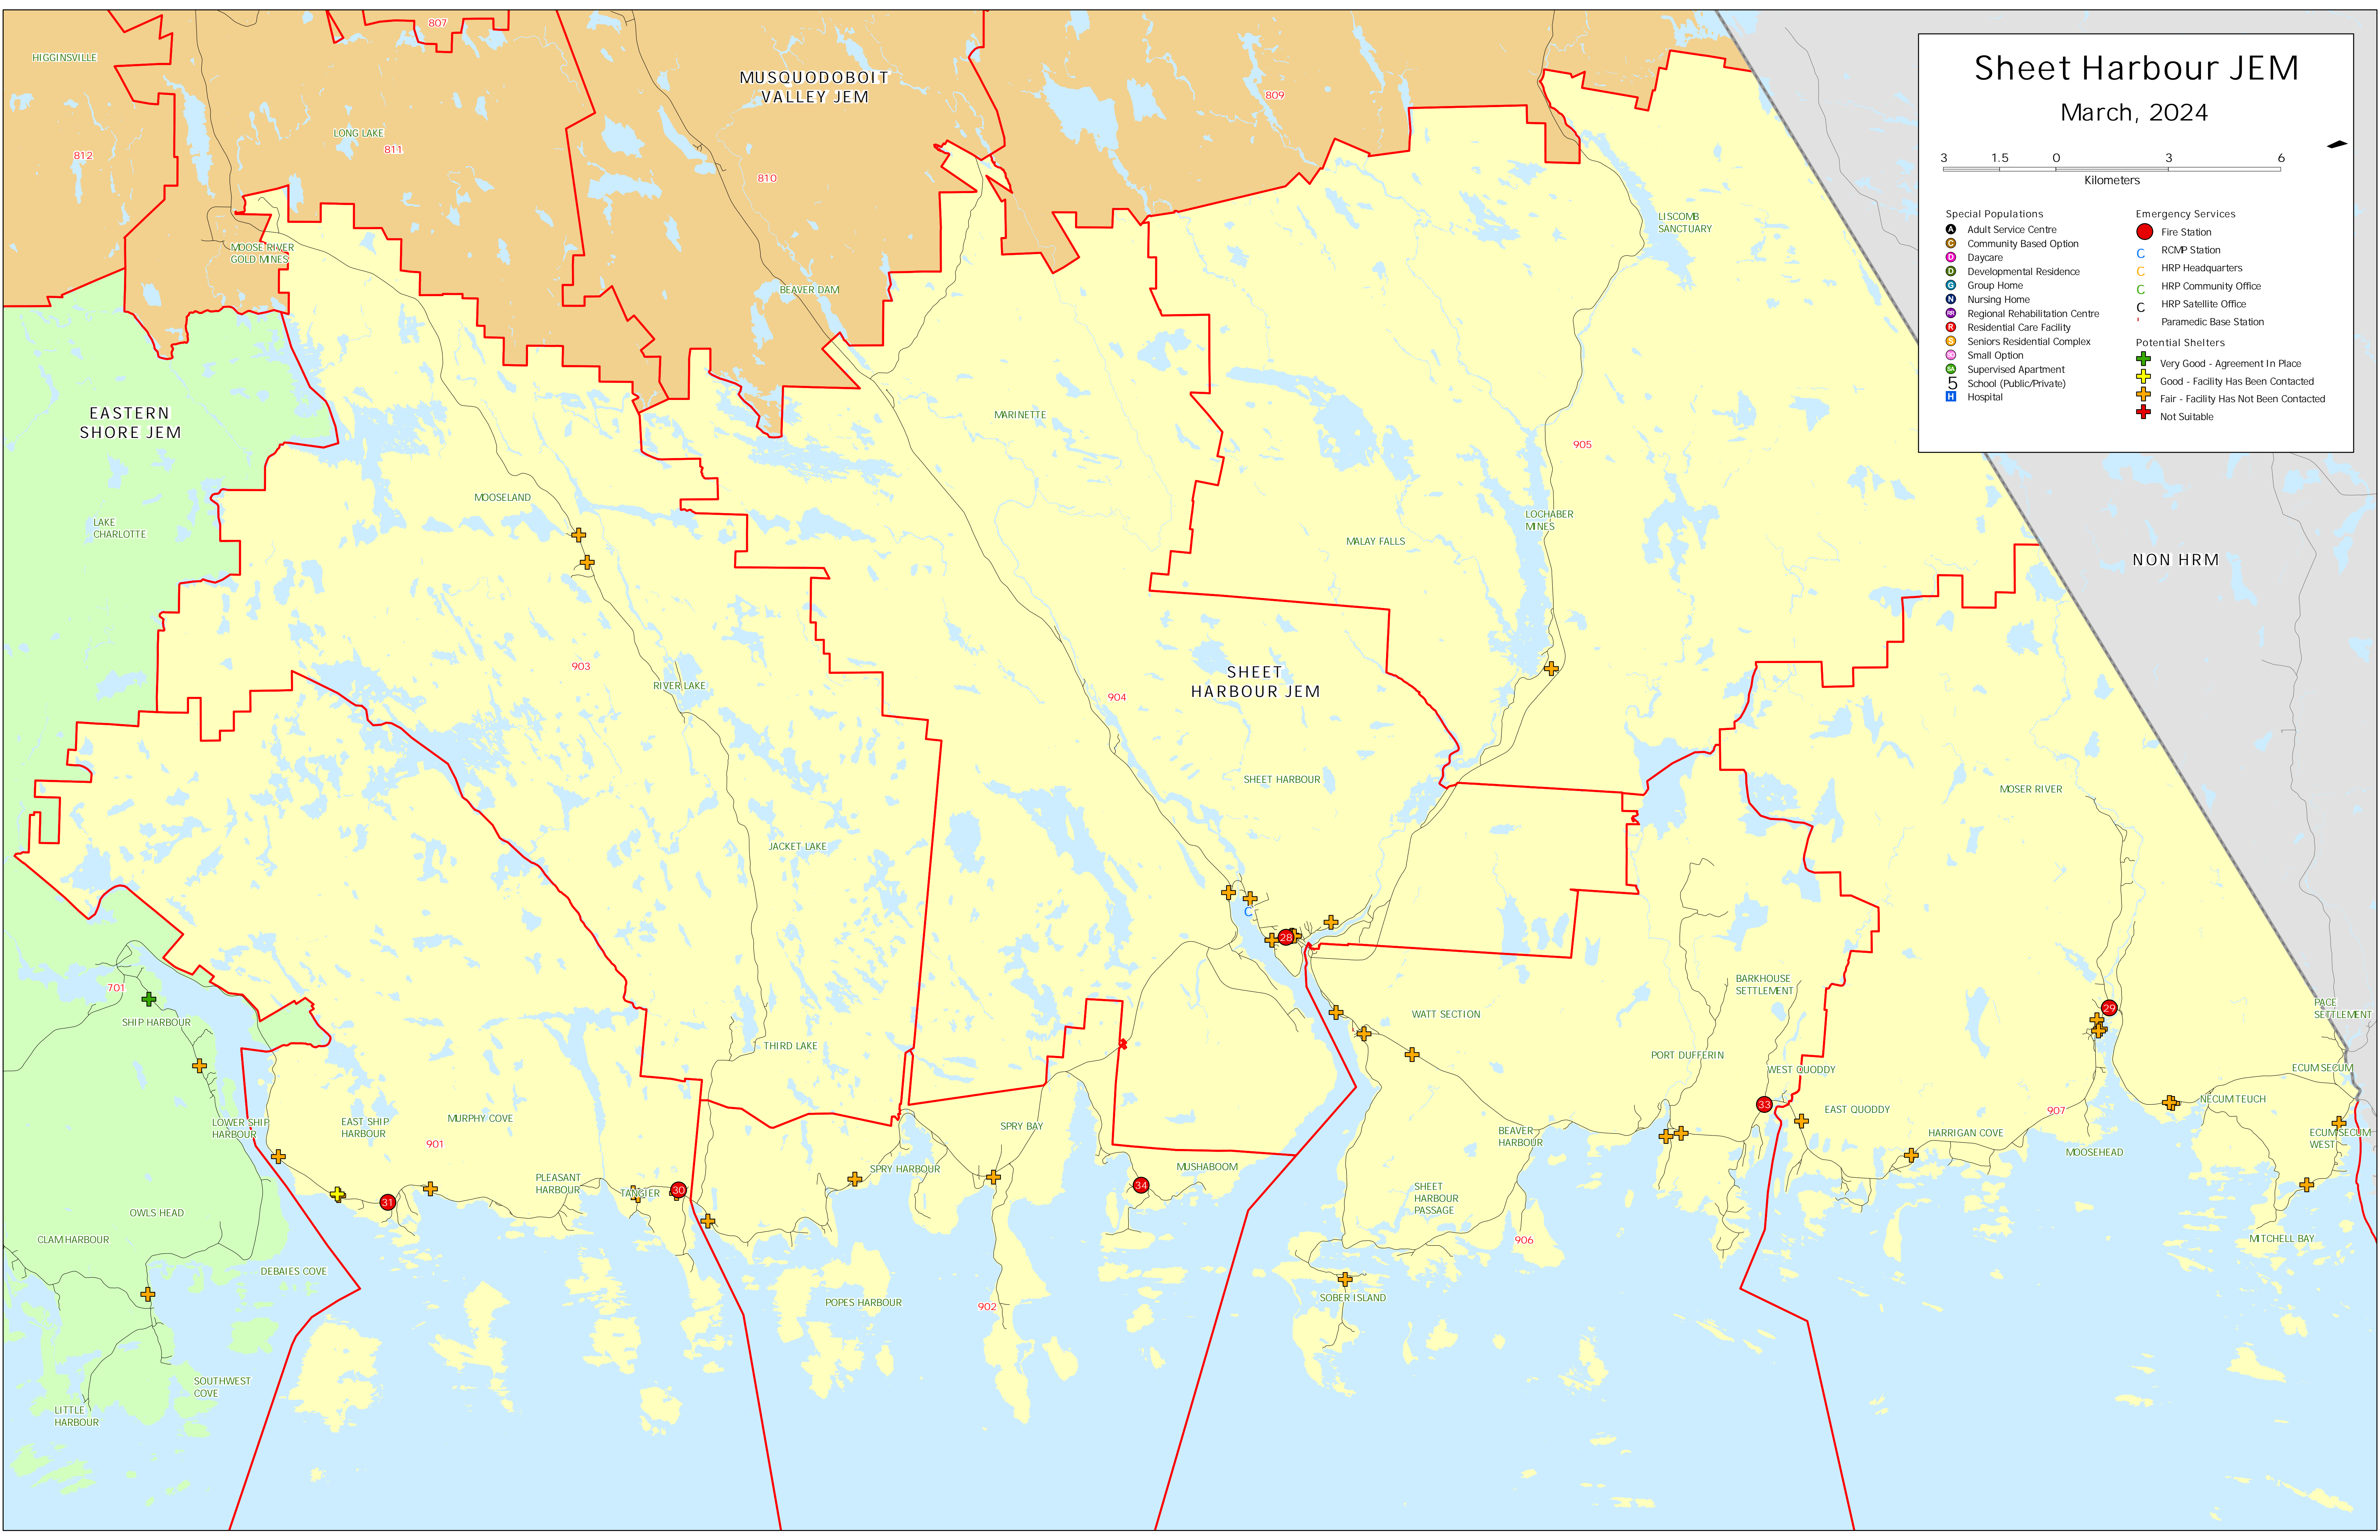 Sheet Harbour JEM
March, 2024
3 1.5 0 3 6
Kilometers
Special Populations
A Adult Service Centre
C Community Based Option
D Daycare
D Developmental Residence
G Group Home
N Nursing Home
RR Regional Rehabilitation Centre
R Residential Care Facility
S Seniors Residential Complex
SO Small Option
SA Supervised Apartment
5 School (Public/Private)
H Hospital
Emergency Services
Fire Station
C RCMP Station
C HRP Headquarters
C HRP Community Office
C HRP Satellite Office
' Paramedic Base Station
Potential Shelters
Very Good - Agreement In Place
Good - Facility Has Been Contacted
Fair - Facility Has Not Been Contacted
Not Suitable
807
HIGGINSVILLE
MUSQUODOBOIT
VALLEY JEM
809
LONG LAKE
811
812
810
LISCOMB
SANCTUARY
MOOSE RIVER
GOLD MINES
BEAVER DAM
EASTERN
SHORE JEM
MARINETTE
905
MOOSELAND
LAKE
CHARLOTTE
LOCHABER
MINES
MALAY FALLS
NON HRM
903
RIVER LAKE
SHEET
HARBOUR JEM
904
SHEET HARBOUR
MOSER RIVER
JACKET LAKE
C
28
701
SHIP HARBOUR
BARKHOUSE
SETTLEMENT
29
PACE
SETTLEMENT
WATT SECTION
THIRD LAKE
PORT DUFFERIN
WEST QUODDY
ECUM SECUM
33
EAST QUODDY
907
NECUM TEUCH
LOWER SHIP
HARBOUR
EAST SHIP
HARBOUR
MURPHY COVE
901
SPRY BAY
BEAVER
HARBOUR
HARRIGAN COVE
ECUM SECUM
WEST
MOOSEHEAD
SPRY HARBOUR
MUSHABOOM
PLEASANT
HARBOUR
TANGIER
30
31
34
SHEET
HARBOUR
PASSAGE
OWLS HEAD
CLAM HARBOUR
906
MITCHELL BAY
DEBAIES COVE
POPES HARBOUR
902
SOBER ISLAND
SOUTHWEST
COVE
LITTLE
HARBOUR